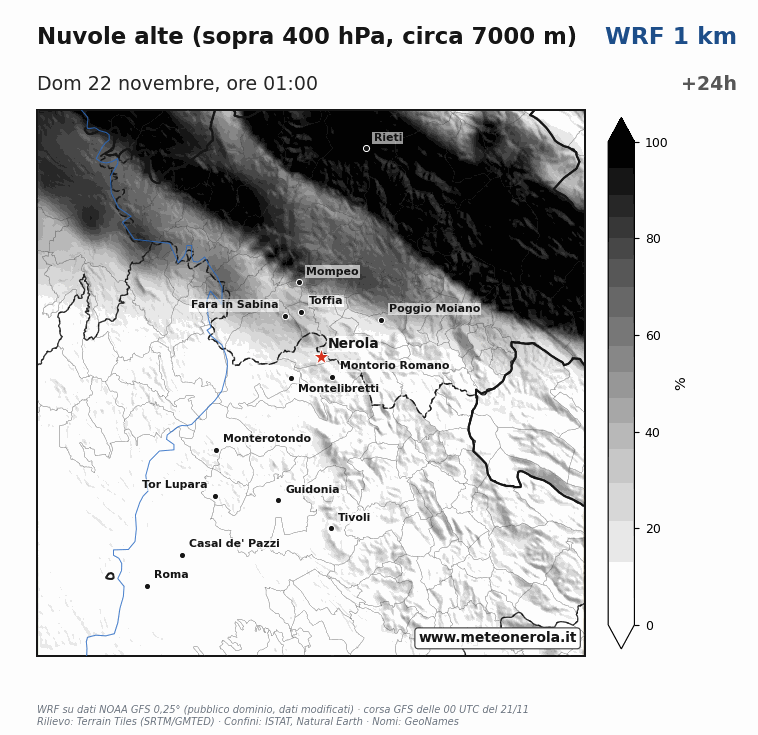 Nuvole alte (sopra 400 hPa, circa 7000 m) WRF 1 km
Dom 22 novembre, ore 01:00 +24h
Rieti
Mompeo
Fara in Sabina
Toffia
Poggio Moiano
Nerola
Montorio Romano
Montelibretti
Monterotondo
Tor Lupara
Guidonia
Tivoli
Casal de' Pazzi
Roma
www.meteonerola.it
100
80
60
40
20
0
%
WRF su dati NOAA GFS 0,25° (pubblico dominio, dati modificati) · corsa GFS delle 00 UTC del 21/11
Rilievo: Terrain Tiles (SRTM/GMTED) · Confini: ISTAT, Natural Earth · Nomi: GeoNames